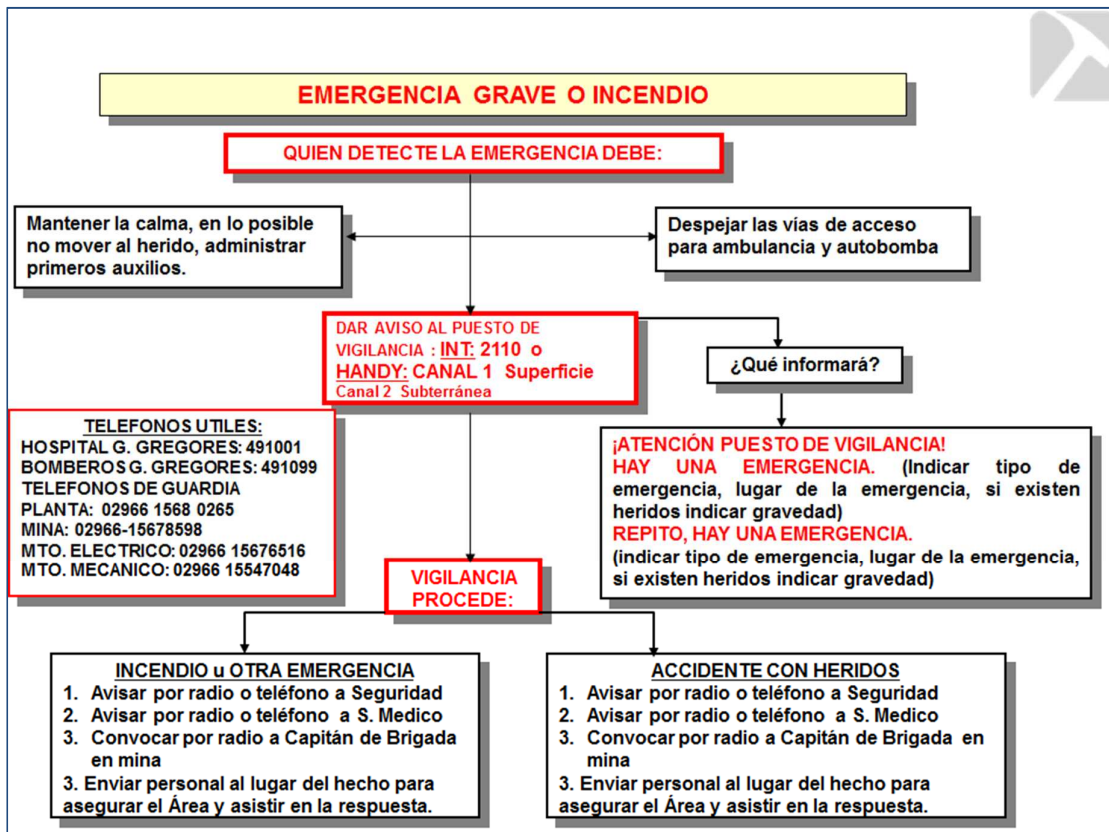 EMERGENCIA GRAVE O INCENDIO
QUIEN DETECTE LA EMERGENCIA DEBE:
Mantener la calma, en lo posible
no mover al herido, administrar
primeros auxilios.
Despejar las vías de acceso
para ambulancia y autobomba
DAR AVISO AL PUESTO DE
VIGILANCIA : INT: 2110 o
HANDY: CANAL 1 Superficie
Canal 2 Subterránea
¿Qué informará?
TELEFONOS UTILES:
HOSPITAL G. GREGORES: 491001
BOMBEROS G. GREGORES: 491099
TELEFONOS DE GUARDIA
PLANTA: 02966 1568 0265
MINA: 02966-15678598
MTO. ELECTRICO: 02966 15676516
MTO. MECANICO: 02966 15547048
¡ATENCIÓN PUESTO DE VIGILANCIA!
HAY UNA EMERGENCIA. (Indicar tipo de
emergencia, lugar de la emergencia, si existen
heridos indicar gravedad)
REPITO, HAY UNA EMERGENCIA.
(indicar tipo de emergencia, lugar de la emergencia,
si existen heridos indicar gravedad)
VIGILANCIA
PROCEDE:
INCENDIO u OTRA EMERGENCIA
1. Avisar por radio o teléfono a Seguridad
2. Avisar por radio o teléfono a S. Medico
3. Convocar por radio a Capitán de Brigada
en mina
3. Enviar personal al lugar del hecho para
asegurar el Área y asistir en la respuesta.
ACCIDENTE CON HERIDOS
1. Avisar por radio o teléfono a Seguridad
2. Avisar por radio o teléfono a S. Medico
3. Convocar por radio a Capitán de Brigada en
mina
3. Enviar personal al lugar del hecho para
asegurar el Área y asistir en la respuesta.